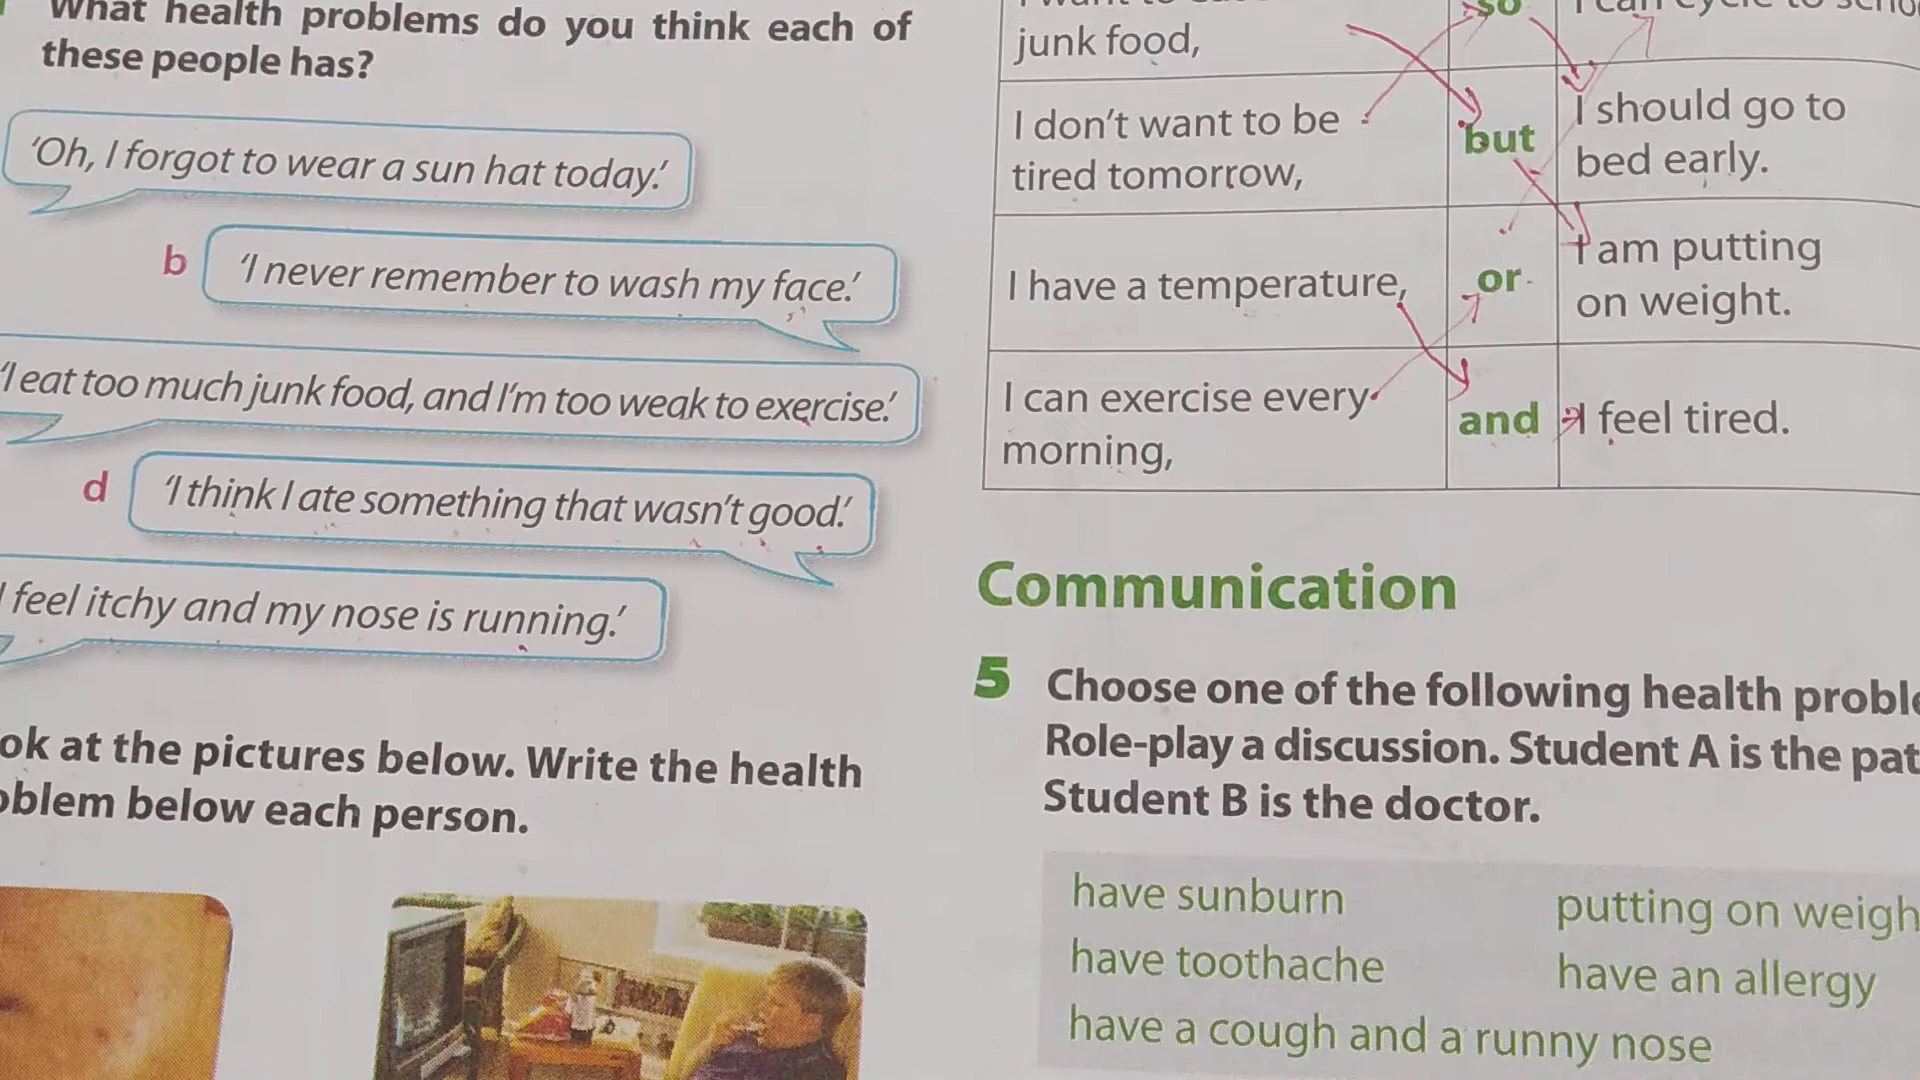 What health problems do you think each of
these people has?
'Oh, I forgot to wear a sun hat today.'
b
'I never remember to wash my face.'
'I eat too much junk food, and I'm too weak to exercise.'
d
'I think I ate something that wasn't good.'
I feel itchy and my nose is running.'
ok at the pictures below. Write the health
oblem below each person.
junk food,
so
I can cycle to
I don't want to be
tired tomorrow,
but
I should go to
bed early.
I have a temperature,
or
I am putting
on weight.
I can exercise every
morning,
and
I feel tired.
Communication
5 Choose one of the following health proble
Role-play a discussion. Student A is the pat
Student B is the doctor.
have sunburn
putting on weigh
have toothache
have an allergy
have a cough and a runny nose